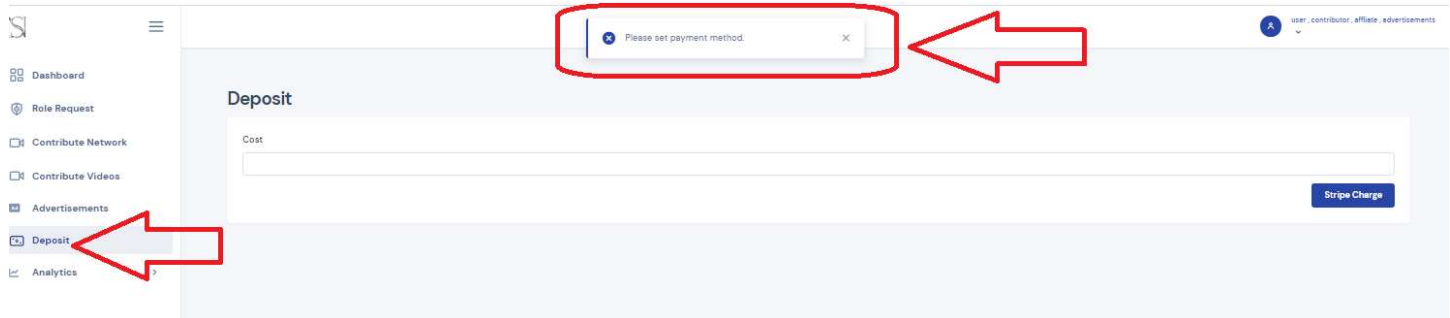 S
user , contributor , affliate , advertisements
Please set payment method.
Dashboard
Role Request
Contribute Network
Contribute Videos
Advertisements
Deposit
Analytics
Deposit
Cost
Stripe Charge